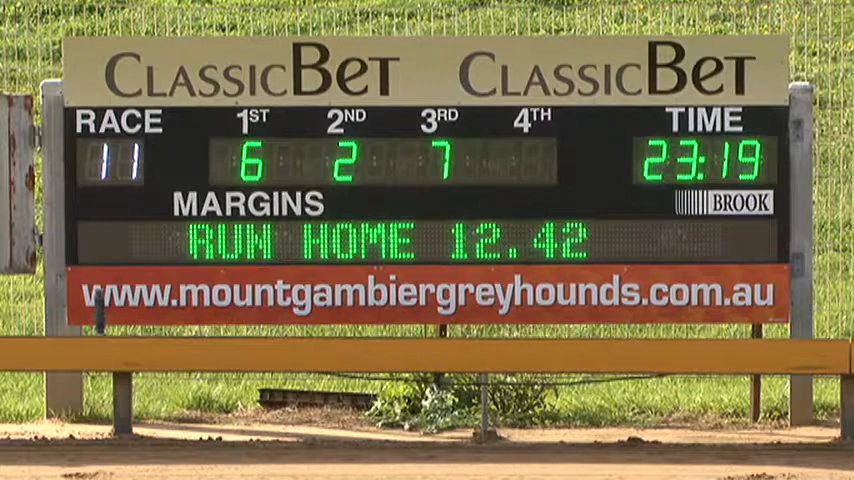 CLASSICBET CLASSICBET
RACE 1ST 2ND 3RD 4TH TIME
11 6 2 7 23:19
MARGINS BROOK
RUN HOME 12.42
www.mountgambiergreyhounds.com.au